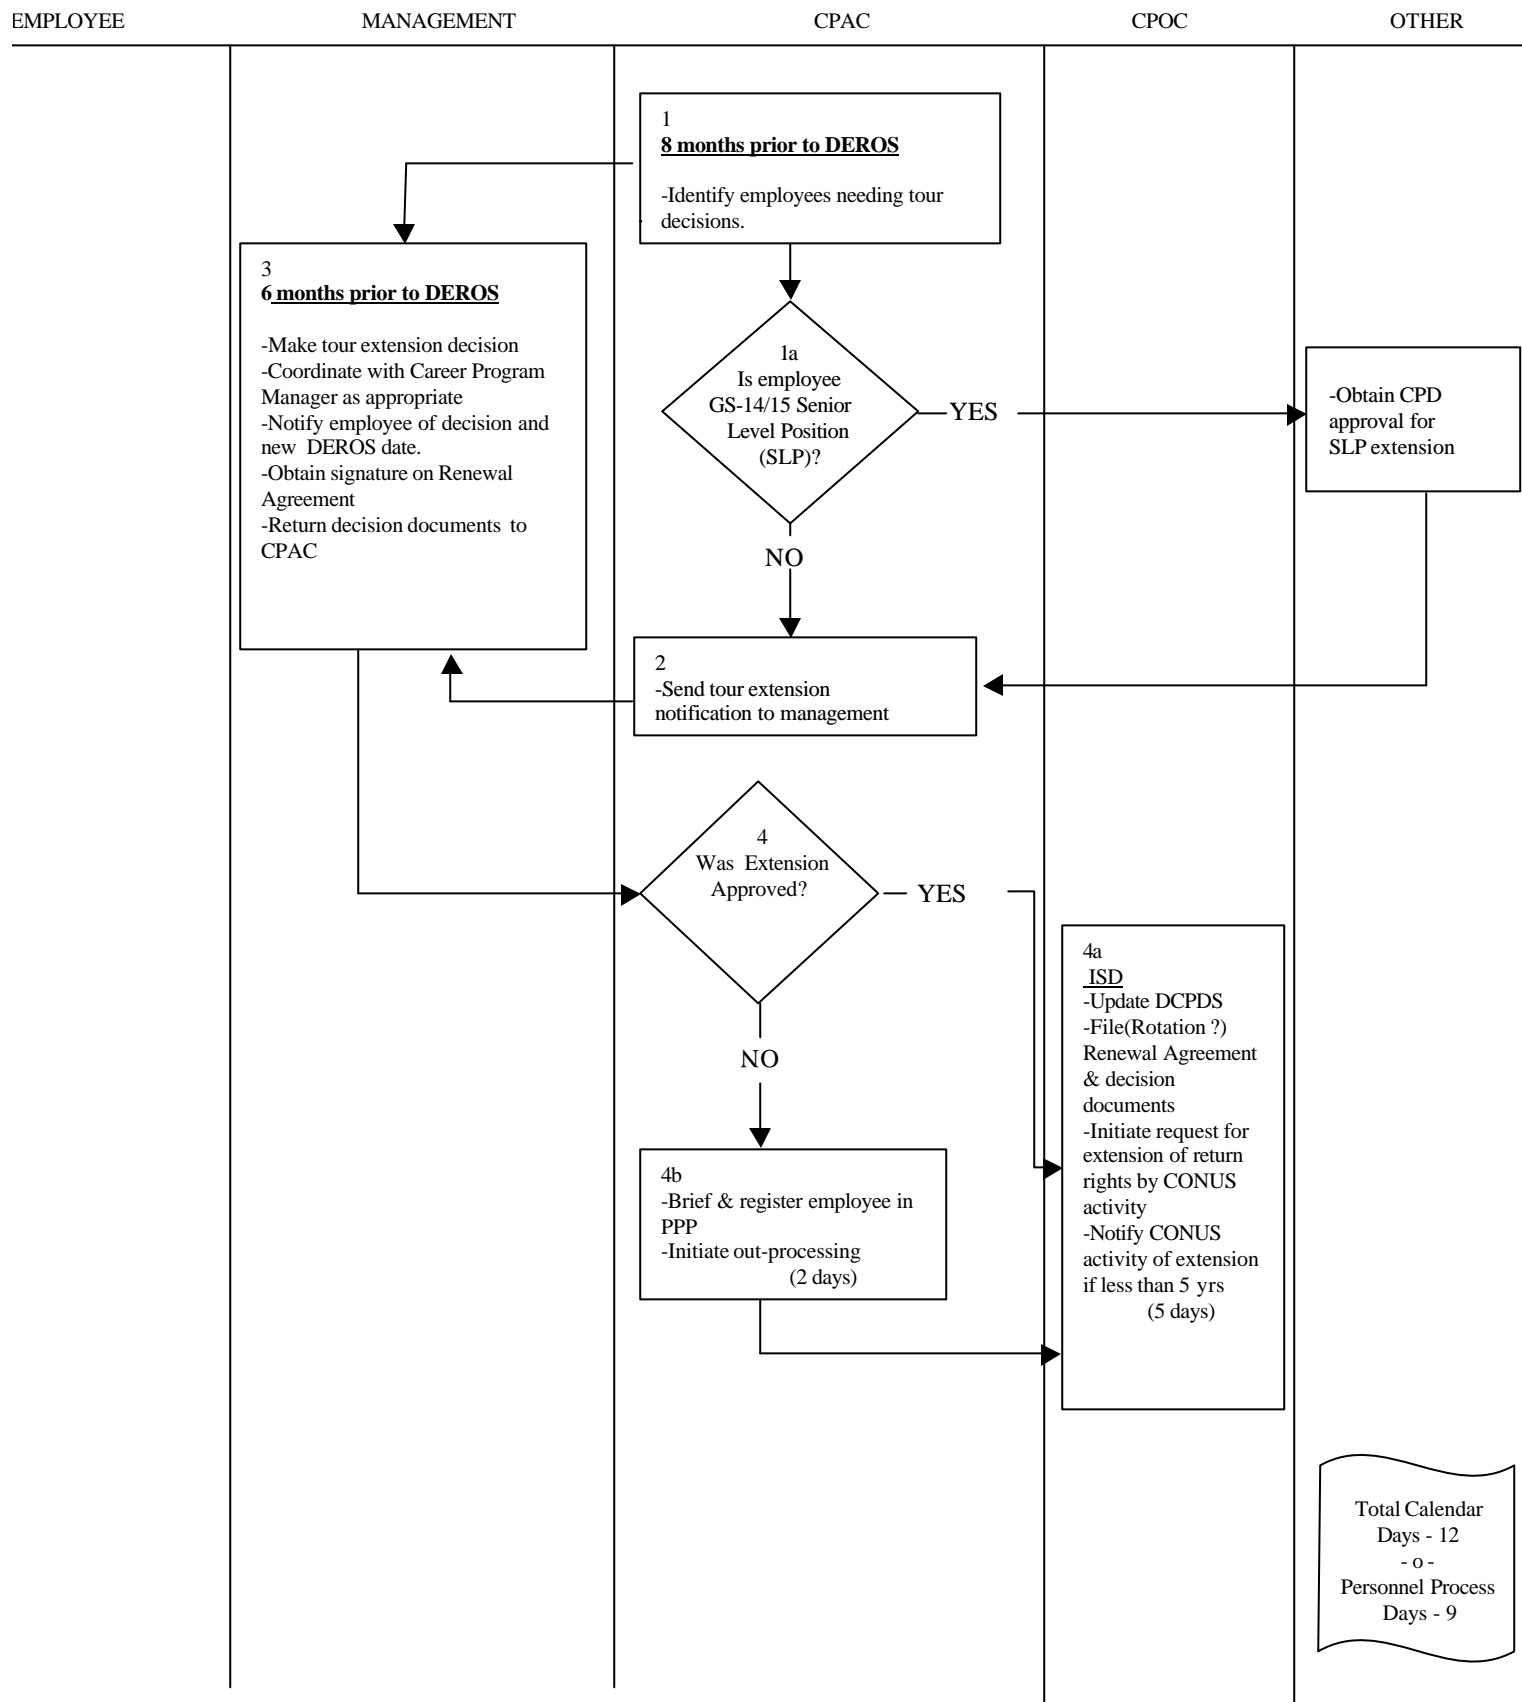 EMPLOYEE MANAGEMENT CPAC CPOC OTHER
1
8 months prior to DEROS
-Identify employees needing tour
decisions.
3
6 months prior to DEROS
-Make tour extension decision
-Coordinate with Career Program
Manager as appropriate
-Notify employee of decision and
new DEROS date.
-Obtain signature on Renewal
Agreement
-Return decision documents to
CPAC
1a
Is employee
GS-14/15 Senior
Level Position
(SLP)?
YES
-Obtain CPD
approval for
SLP extension
NO
2
-Send tour extension
notification to management
4
Was Extension
Approved?
YES
NO
4a
ISD
-Update DCPDS
-File(Rotation ?)
Renewal Agreement
& decision
documents
-Initiate request for
extension of return
rights by CONUS
activity
-Notify CONUS
activity of extension
if less than 5 yrs
(5 days)
4b
-Brief & register employee in
PPP
-Initiate out-processing
(2 days)
Total Calendar
Days - 12
- o -
Personnel Process
Days - 9